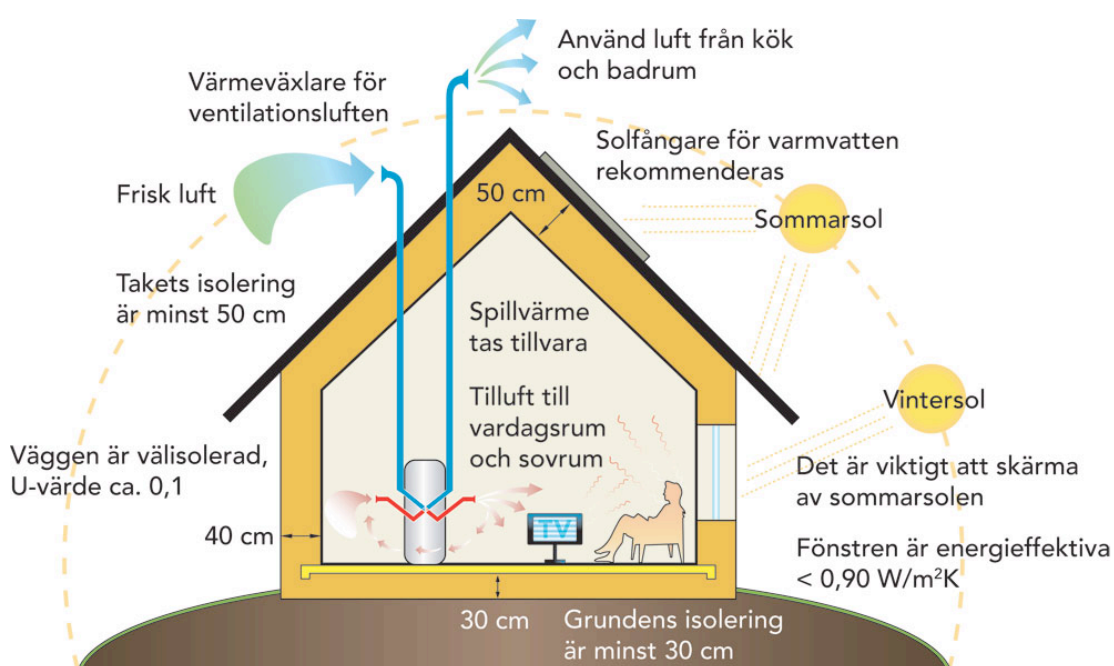 Använd luft från kök
och badrum
Värmeväxlare för
ventilationsluften
Solfångare för varmvatten
rekommenderas
Frisk luft
50 cm
Sommarsol
Takets isolering
är minst 50 cm
Spillvärme
tas tillvara
Tilluft till
vardagsrum
och sovrum
Vintersol
Väggen är välisolerad,
U-värde ca. 0,1
Det är viktigt att skärma
av sommarsolen
40 cm
TV
Fönstren är energieffektiva
< 0,90 W/m²K
30 cm
Grundens isolering
är minst 30 cm